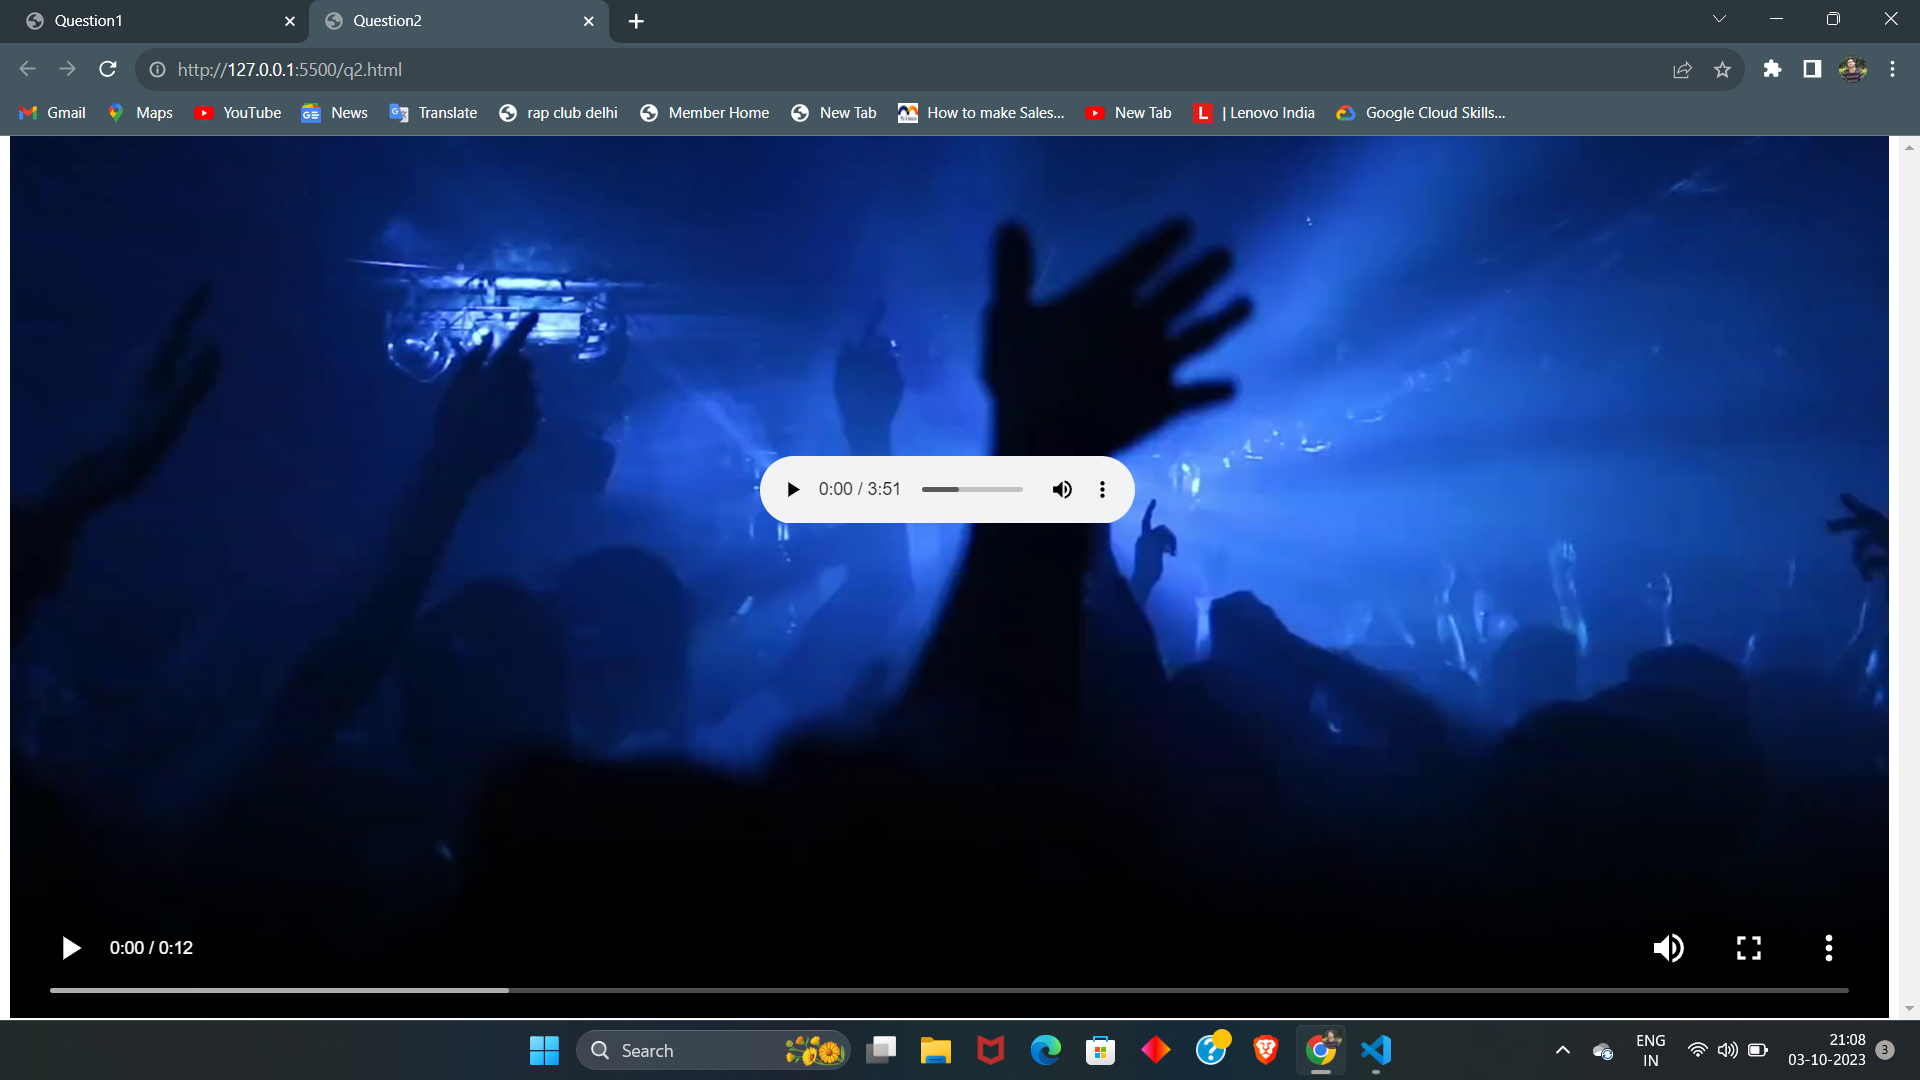 Question1
Question2
http://127.0.0.1:5500/q2.html
Gmail
Maps
YouTube
News
Translate
rap club delhi
Member Home
New Tab
How to make Sales...
New Tab
L | Lenovo India
Google Cloud Skills...
0:00 / 3:51
0:00 / 0:12
Search
ENG
IN
21:08
03-10-2023
3